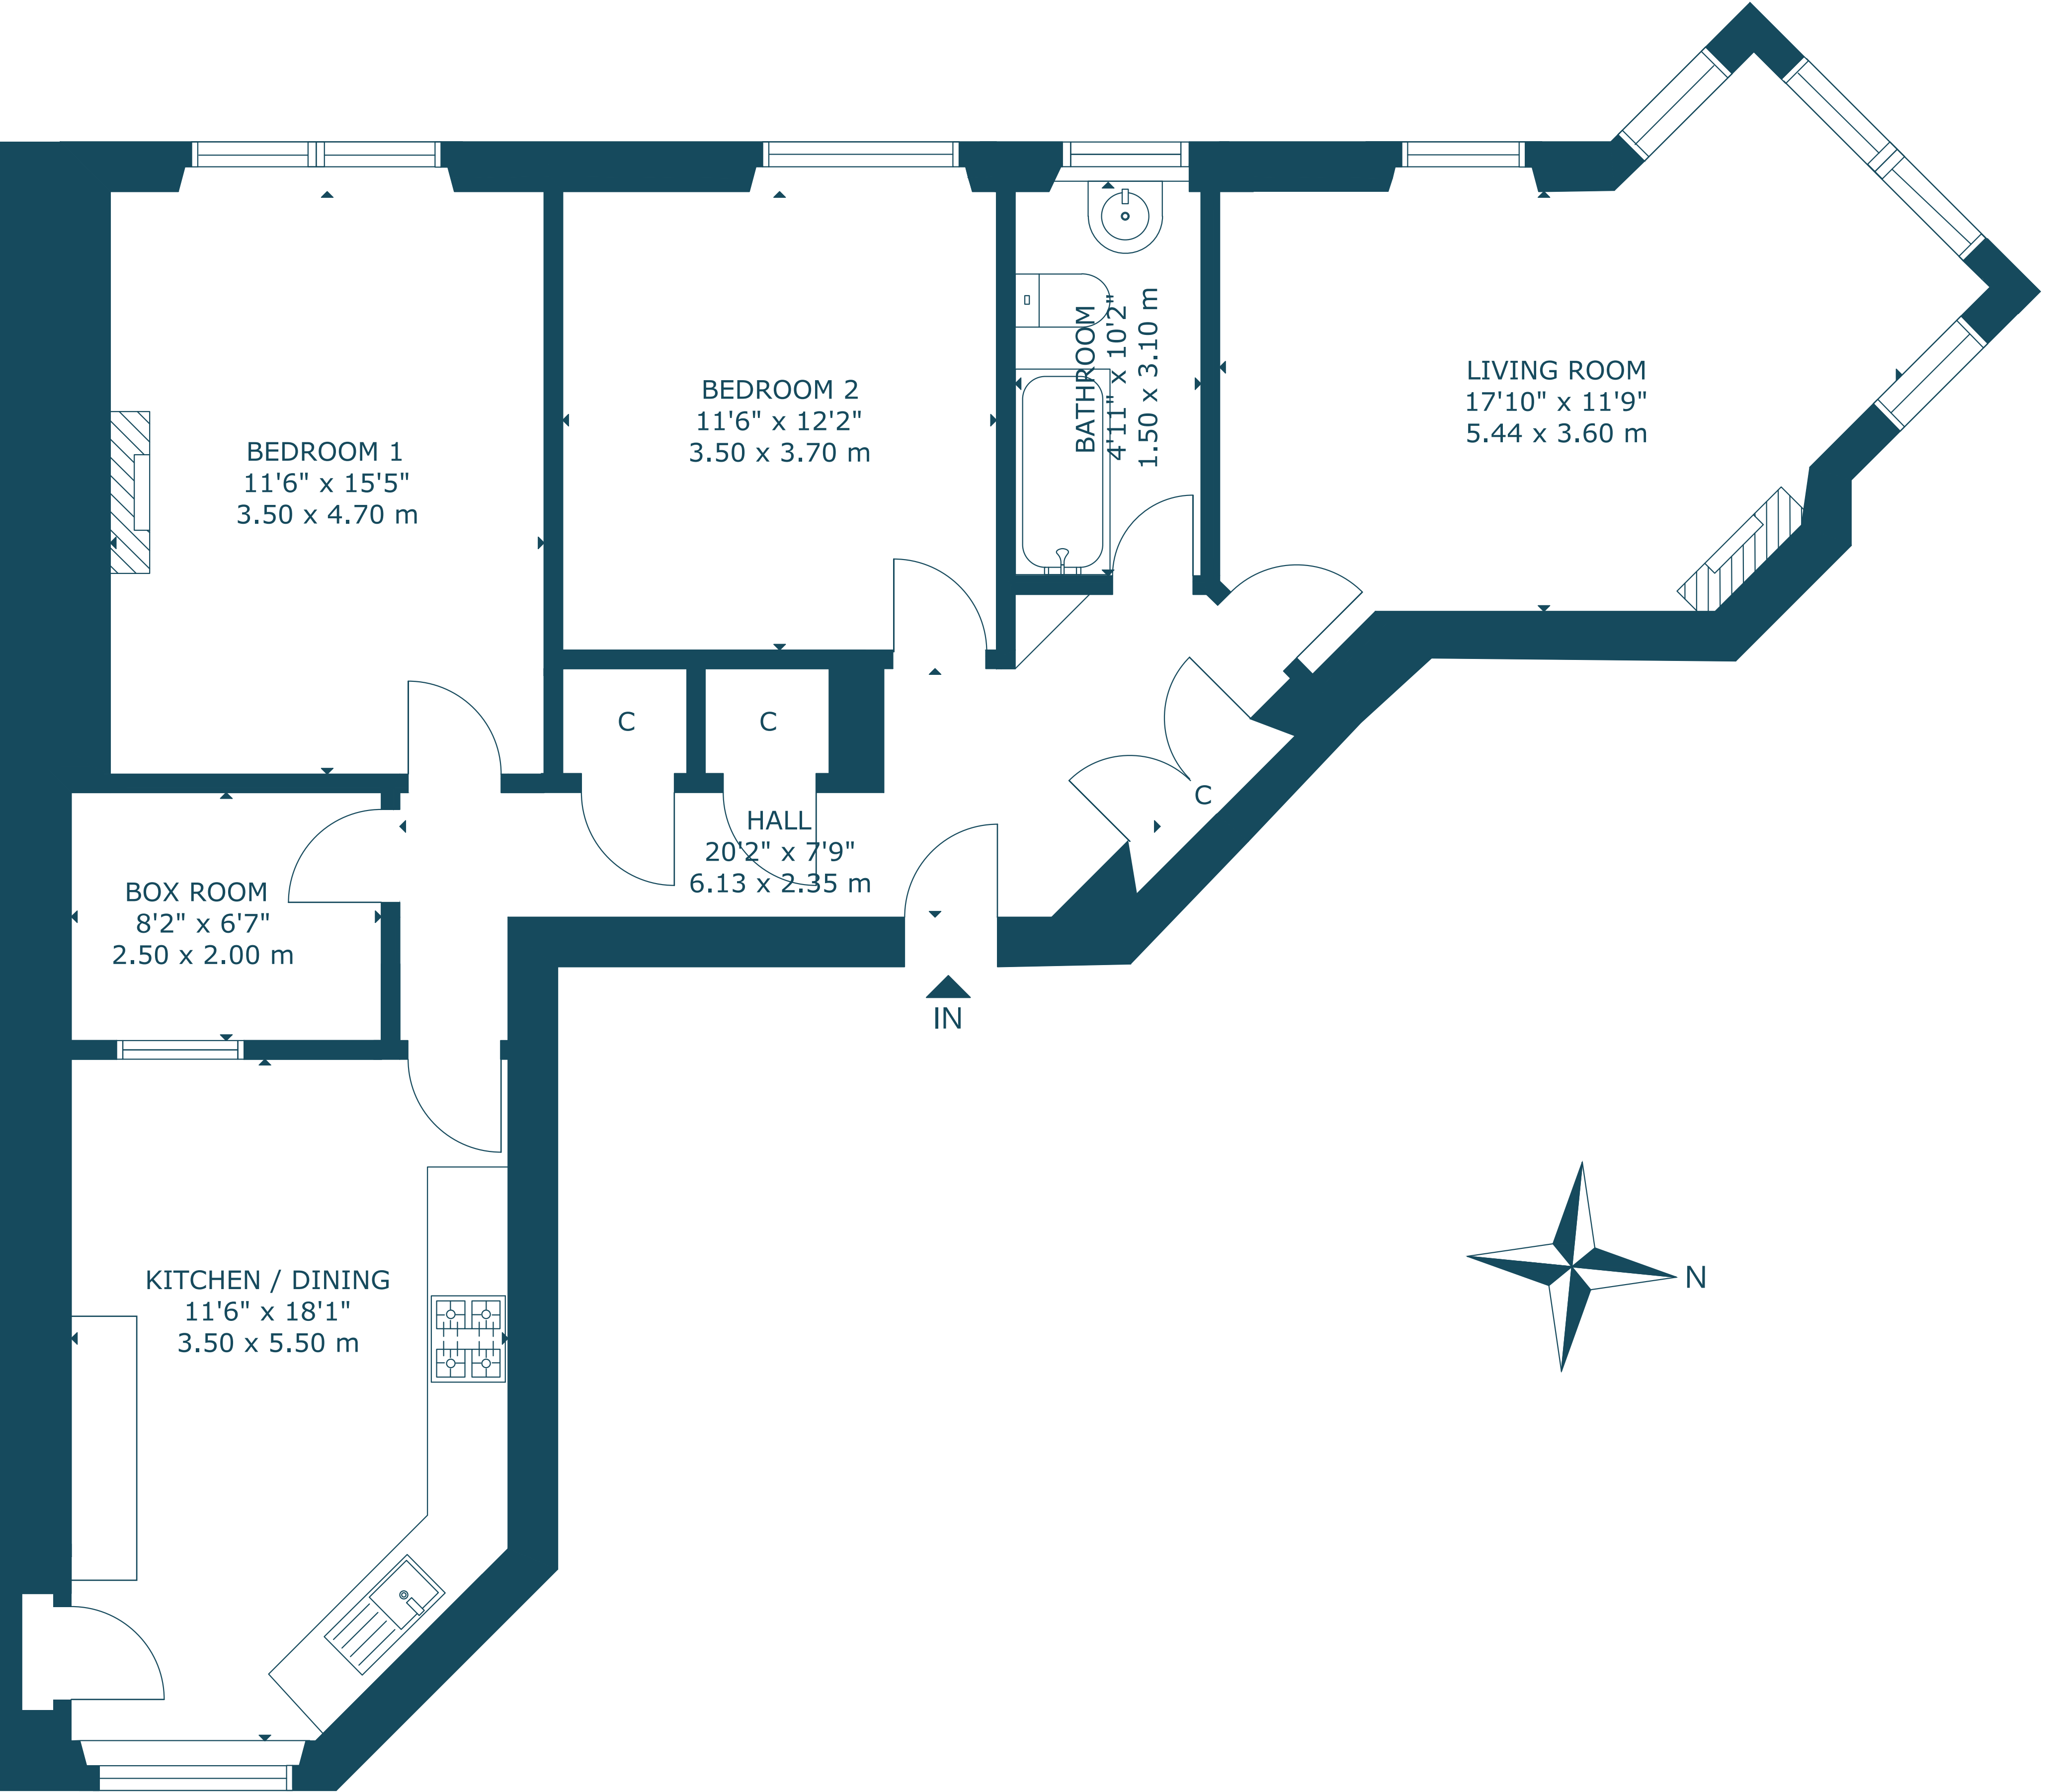 LIVING ROOM
17'10" x 11'9"
5.44 x 3.60 m
BEDROOM 2
11'6" x 12'2"
3.50 x 3.70 m
BATHROOM
4'11" x 10'2"
1.50 x 3.10 m
BEDROOM 1
11'6" x 15'5"
3.50 x 4.70 m
C
C
C
HALL
20'2" x 7'9"
6.13 x 2.35 m
BOX ROOM
8'2" x 6'7"
2.50 x 2.00 m
IN
KITCHEN / DINING
11'6" x 18'1"
3.50 x 5.50 m
N